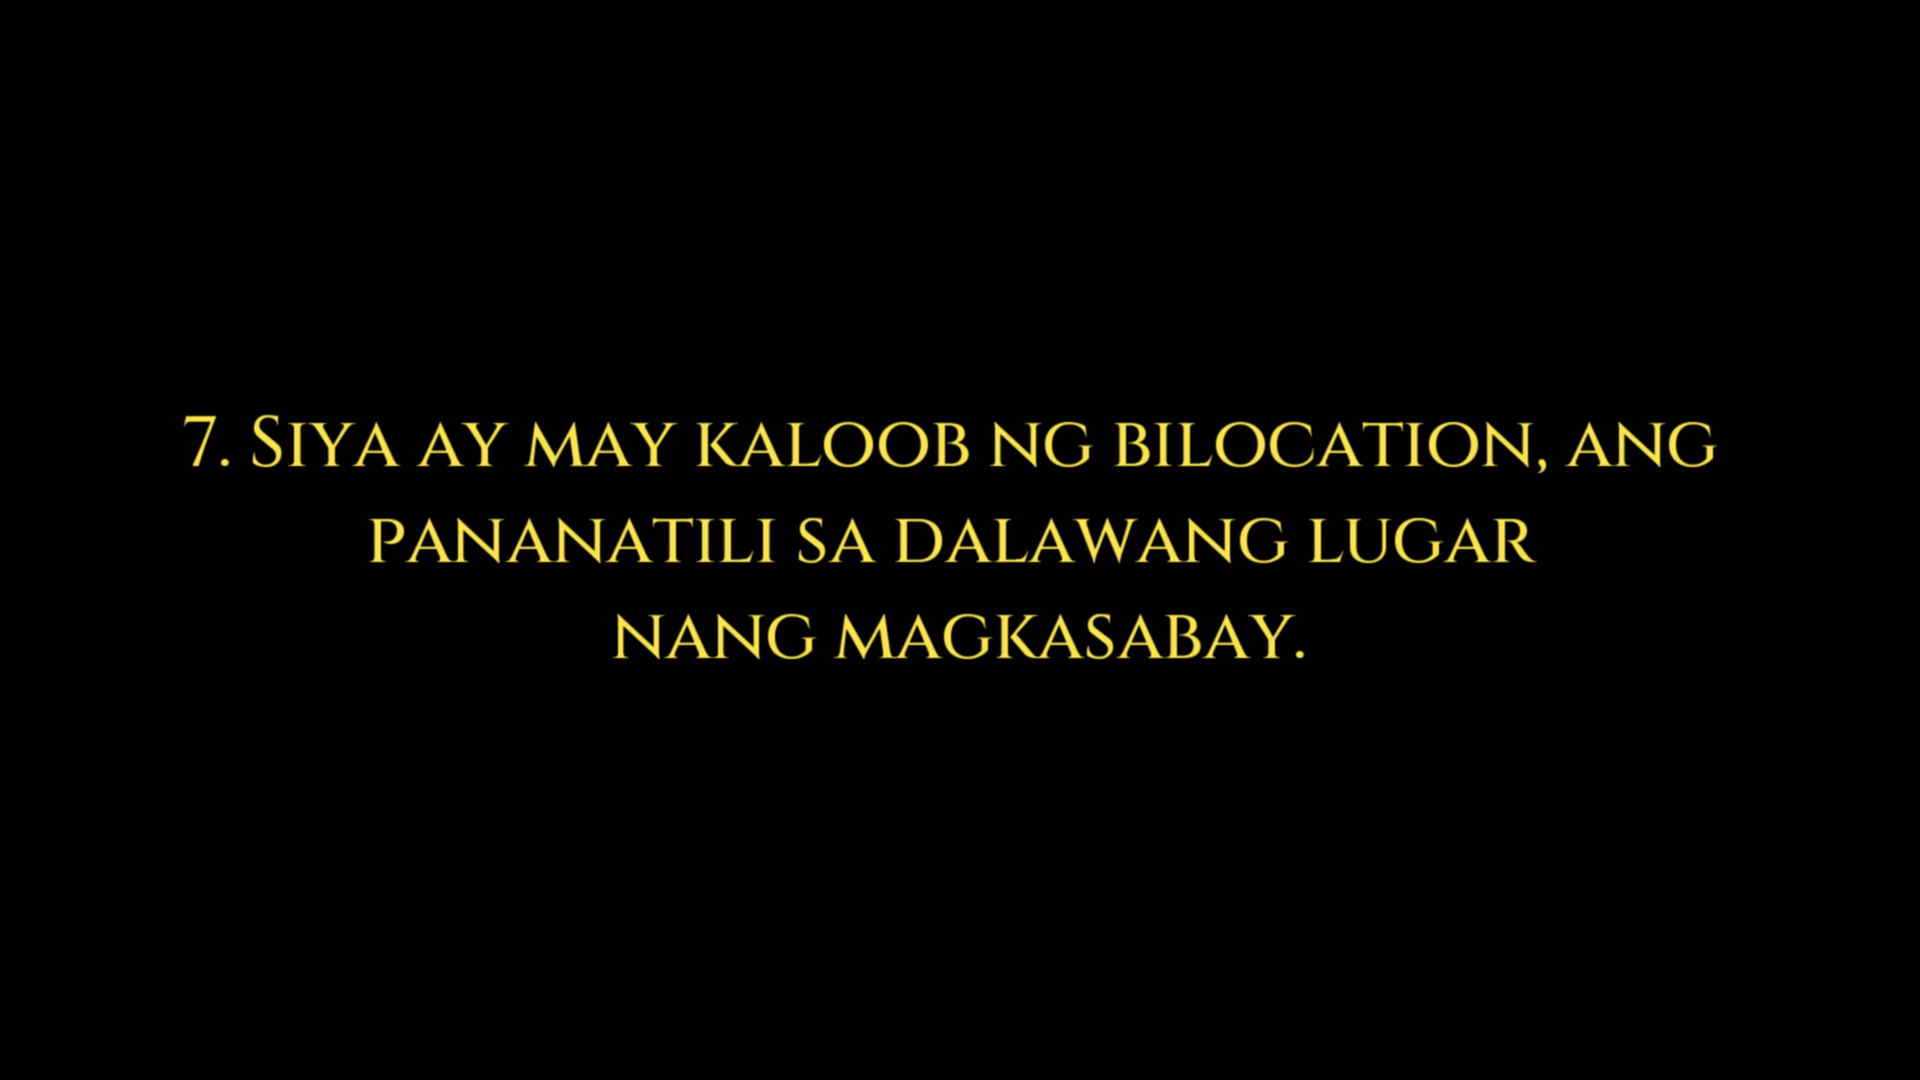 7. Siya ay may kaloob ng bilocation, ang
pananatili sa dalawang lugar
nang magkasabay.